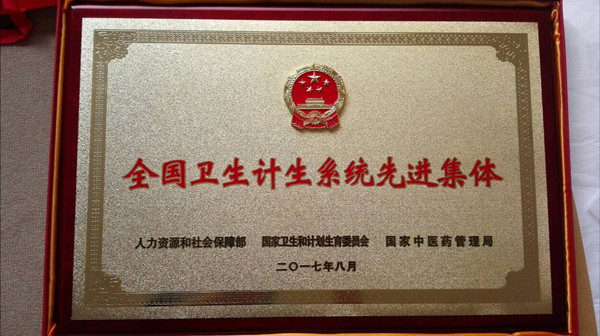 全国卫生计生系统先进集体
人力资源和社会保障部 国家卫生和计划生育委员会 国家中医药管理局
二〇一七年八月